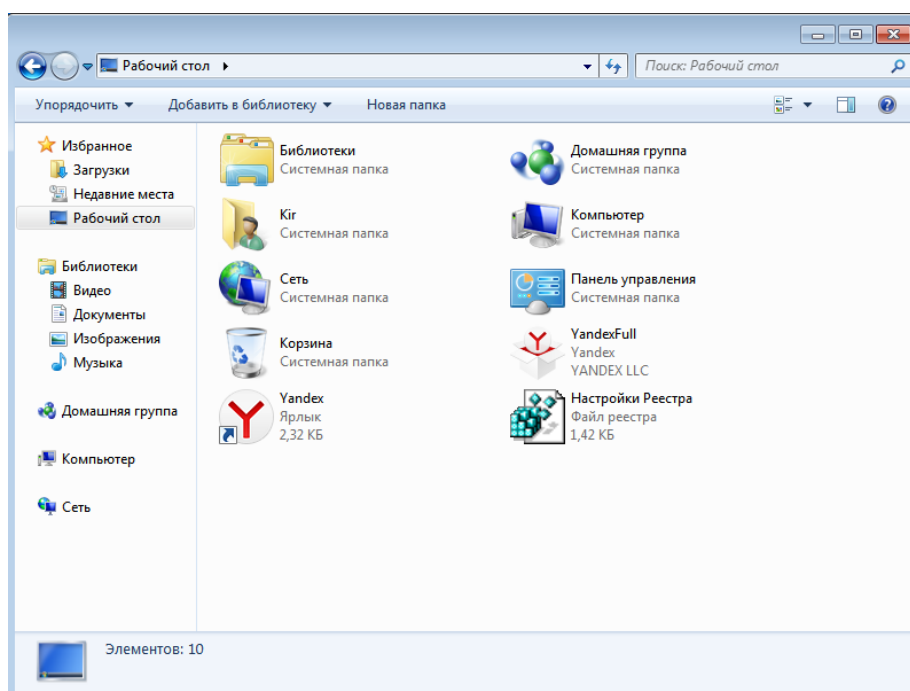 Рабочий стол
Поиск: Рабочий стол
Упорядочить
Добавить в библиотеку
Новая папка
Избранное
Загрузки
Недавние места
Рабочий стол
Библиотеки
Видео
Документы
Изображения
Музыка
Домашняя группа
Компьютер
Сеть
Библиотеки
Системная папка
Домашняя группа
Системная папка
Kir
Системная папка
Компьютер
Системная папка
Сеть
Системная папка
Панель управления
Системная папка
Корзина
Системная папка
YandexFull
Yandex
YANDEX LLC
Yandex
Ярлык
2,32 КБ
Настройки Реестра
Файл реестра
1,42 КБ
Элементов: 10